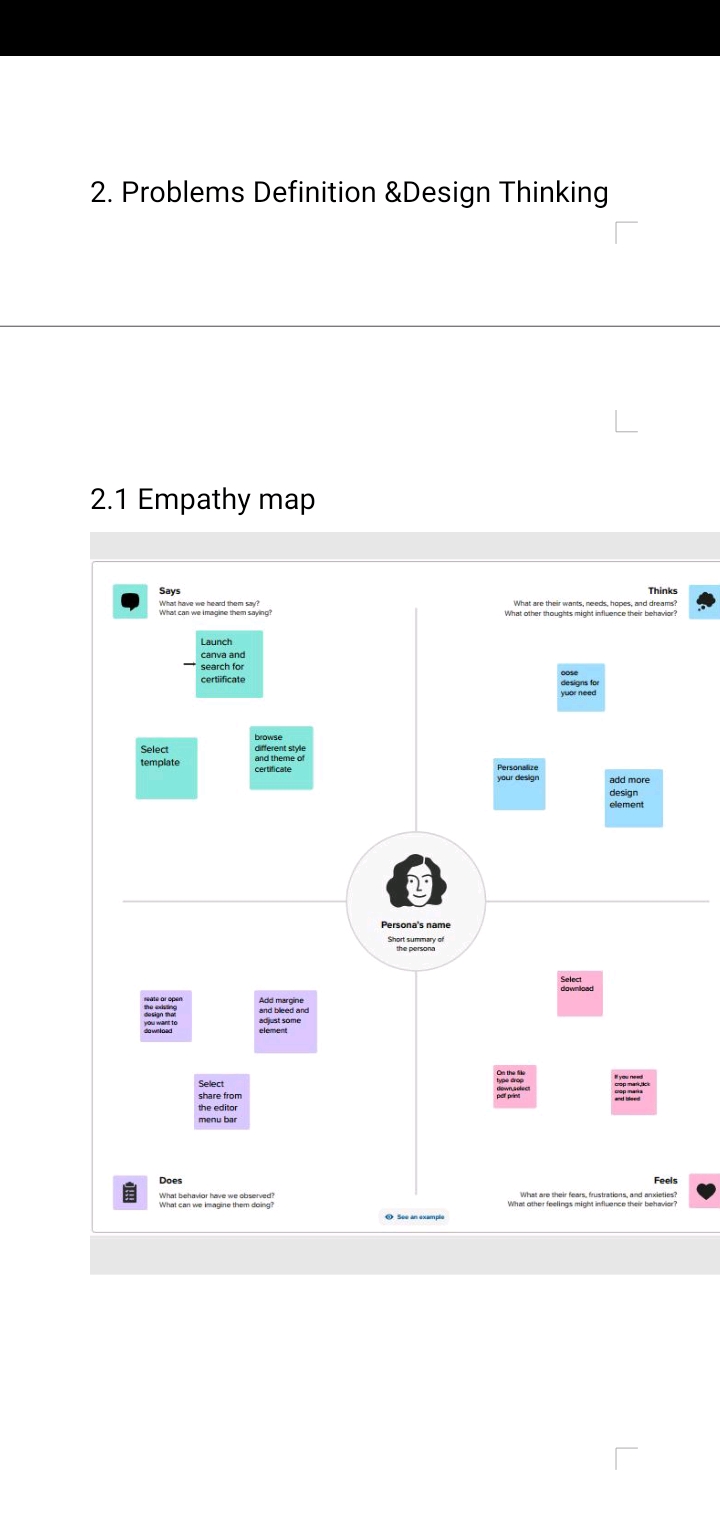 2. Problems Definition &Design Thinking
2.1 Empathy map
Says
What have we heard them say?
What can we imagine them saying?
Thinks
What are their wants, needs, hopes, and dreams?
What other thoughts might influence their behavior?
Launch
canva and
search for
certiificate
Select
template
browse
different style
and theme of
certificate
oose
designs for
yuor need
Personalize
your design
add more
design
element
Persona's name
Short summary of
the persona
reate or open
the existing
design that
you want to
download
Add margine
and bleed and
adjust some
element
Select
share from
the editor
menu bar
Select
download
On the file
type drop
down,select
pdf print
If you need
crop mark,tick
crop marks
and bleed
Does
What behavior have we observed?
What can we imagine them doing?
Feels
What are their fears, frustrations, and anxieties?
What other feelings might influence their behavior?
See an example